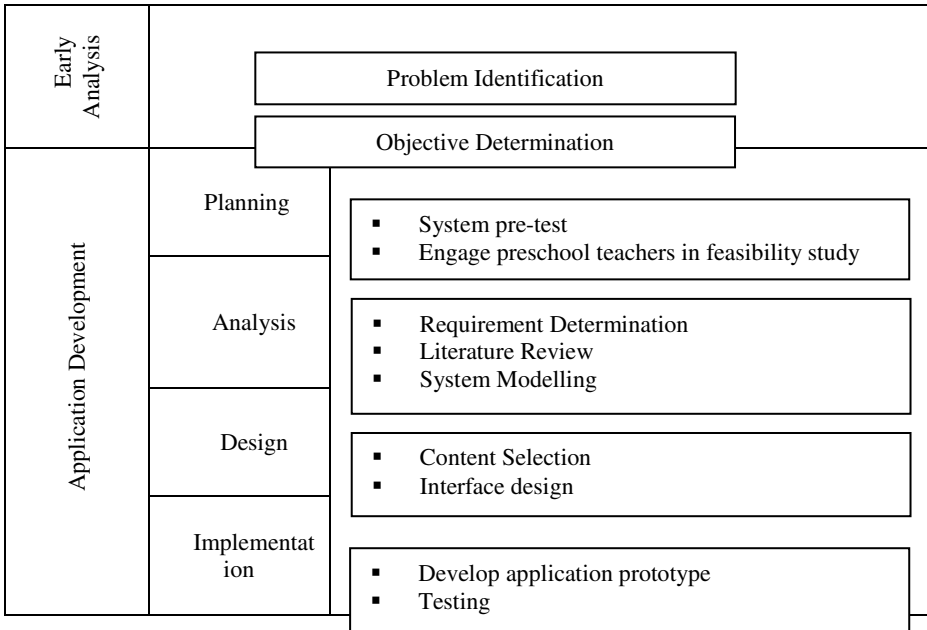 Early
Analysis
Problem Identification
Objective Determination
Application Development
Planning
▪ System pre-test
▪ Engage preschool teachers in feasibility study
Analysis
▪ Requirement Determination
▪ Literature Review
▪ System Modelling
Design
▪ Content Selection
▪ Interface design
Implementat
ion
▪ Develop application prototype
▪ Testing